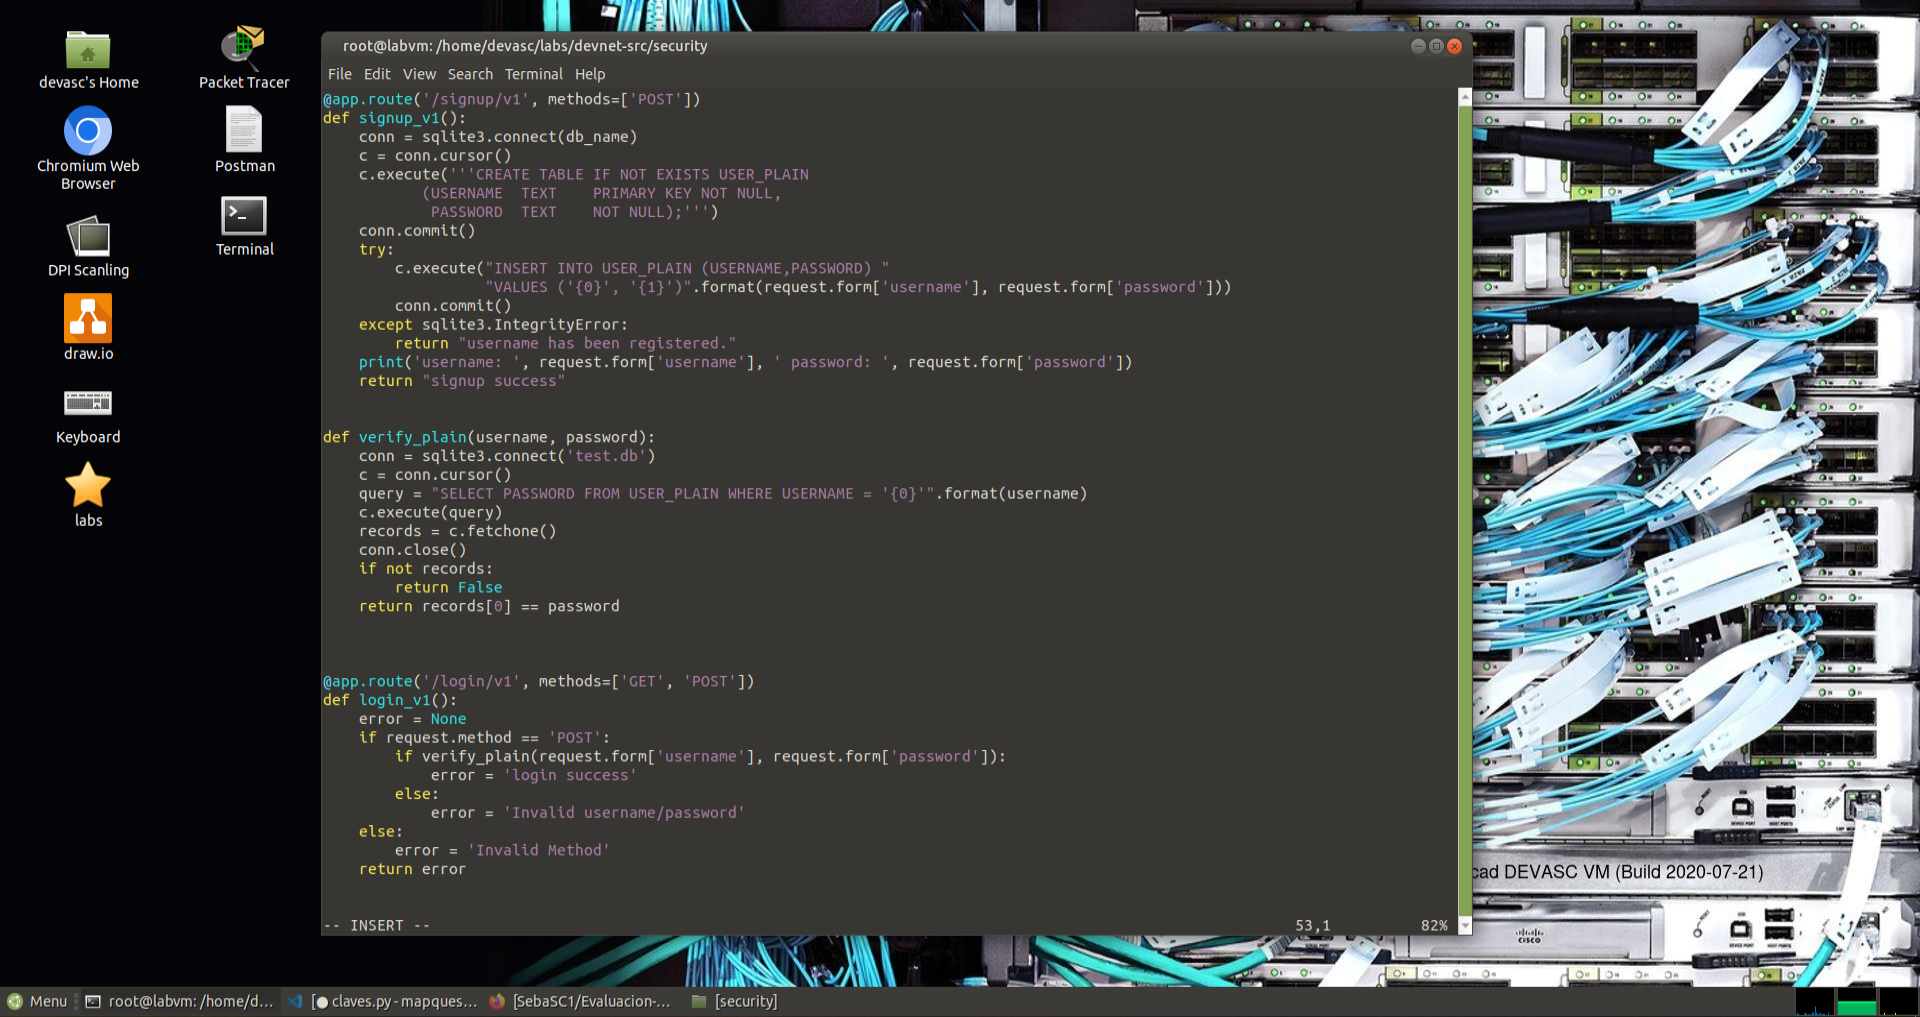 devasc's Home
Packet Tracer
Chromium Web
Browser
Postman
DPI Scanling
Terminal
draw.io
Keyboard
labs
root@labvm: /home/devasc/labs/devnet-src/security
File Edit View Search Terminal Help
@app.route('/signup/v1', methods=['POST'])
def signup_v1():
    conn = sqlite3.connect(db_name)
    c = conn.cursor()
    c.execute('''CREATE TABLE IF NOT EXISTS USER_PLAIN
           (USERNAME  TEXT    PRIMARY KEY NOT NULL,
            PASSWORD  TEXT    NOT NULL);''')
    conn.commit()
    try:
        c.execute("INSERT INTO USER_PLAIN (USERNAME,PASSWORD) "
                  "VALUES ('{0}', '{1}')".format(request.form['username'], request.form['password']))
        conn.commit()
    except sqlite3.IntegrityError:
        return "username has been registered."
    print('username: ', request.form['username'], ' password: ', request.form['password'])
    return "signup success"
def verify_plain(username, password):
    conn = sqlite3.connect('test.db')
    c = conn.cursor()
    query = "SELECT PASSWORD FROM USER_PLAIN WHERE USERNAME = '{0}'".format(username)
    c.execute(query)
    records = c.fetchone()
    conn.close()
    if not records:
        return False
    return records[0] == password
@app.route('/login/v1', methods=['GET', 'POST'])
def login_v1():
    error = None
    if request.method == 'POST':
        if verify_plain(request.form['username'], request.form['password']):
            error = 'login success'
        else:
            error = 'Invalid username/password'
    else:
        error = 'Invalid Method'
    return error
-- INSERT --
53,1
82%
cad DEVASC VM (Build 2020-07-21)
CISCO
Menu
root@labvm: /home/d...
[claves.py - mapques...
[SebaSC1/Evaluacion-...
[security]